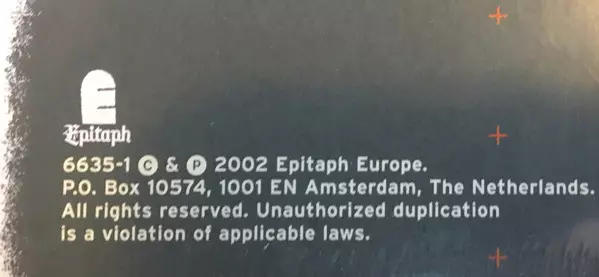 Epitaph
6635-1 © & ℗ 2002 Epitaph Europe.
P.O. Box 10574, 1001 EN Amsterdam, The Netherlands.
All rights reserved. Unauthorized duplication
is a violation of applicable laws.